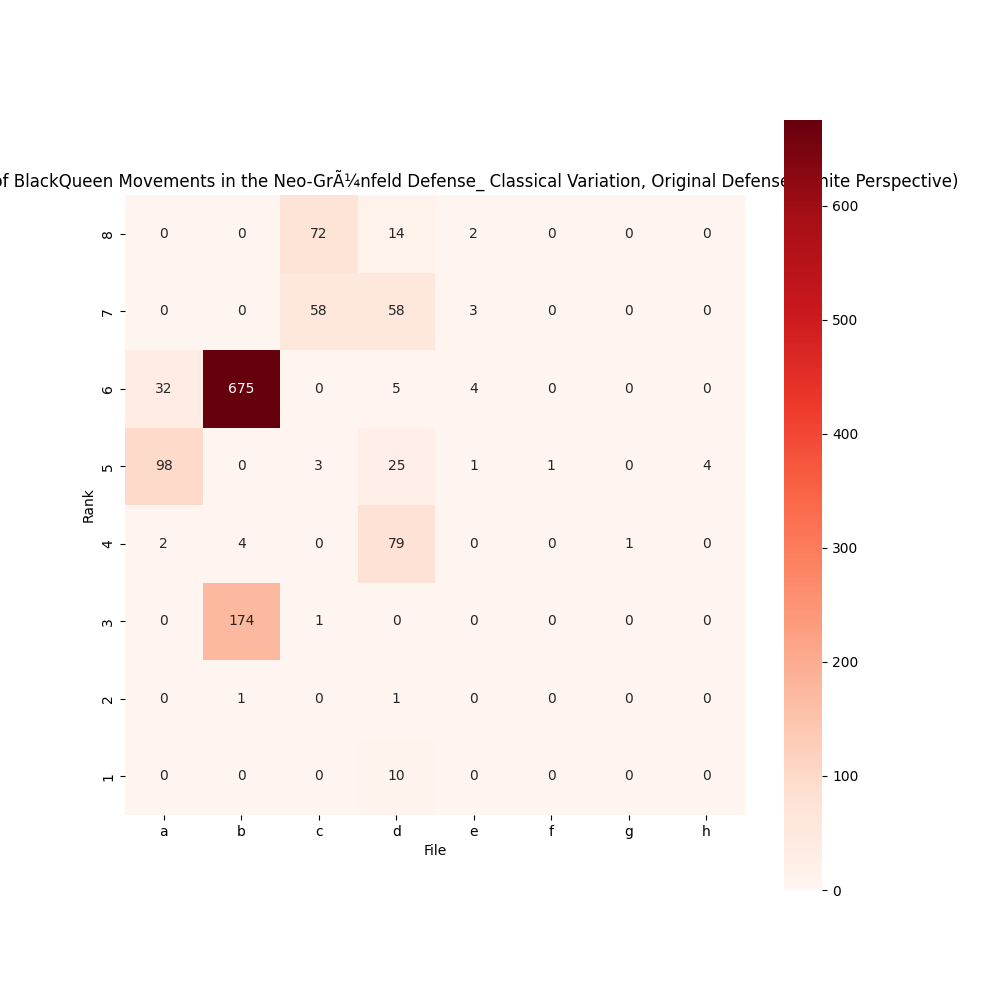 of BlackQueen Movements in the Neo-GrÃ¼nfeld Defense_ Classical Variation, Original Defense Perspective)
600
500
400
300
200
100
0
Rank
8 0 0 72 14 2 0 0 0
7 0 0 58 58 3 0 0 0
6 32 675 0 5 4 0 0 0
5 98 0 3 25 1 1 0 4
4 2 4 0 79 0 0 1 0
3 0 174 1 0 0 0 0 0
2 0 1 0 1 0 0 0 0
1 0 0 0 10 0 0 0 0
a b c d e f g h
File